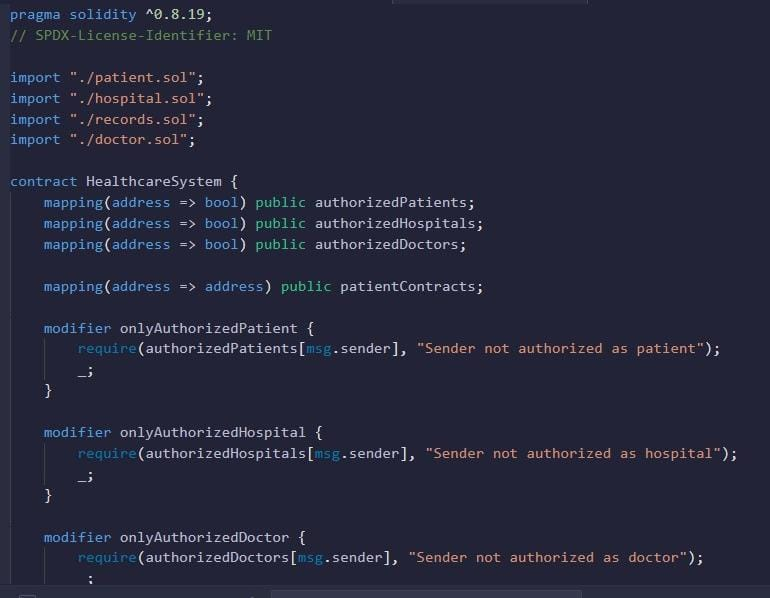 pragma solidity ^0.8.19;
// SPDX-License-Identifier: MIT

import "./patient.sol";
import "./hospital.sol";
import "./records.sol";
import "./doctor.sol";

contract HealthcareSystem {
    mapping(address => bool) public authorizedPatients;
    mapping(address => bool) public authorizedHospitals;
    mapping(address => bool) public authorizedDoctors;

    mapping(address => address) public patientContracts;

    modifier onlyAuthorizedPatient {
        require(authorizedPatients[msg.sender], "Sender not authorized as patient");
        _;
    }

    modifier onlyAuthorizedHospital {
        require(authorizedHospitals[msg.sender], "Sender not authorized as hospital");
        _;
    }

    modifier onlyAuthorizedDoctor {
        require(authorizedDoctors[msg.sender], "Sender not authorized as doctor");
         ;